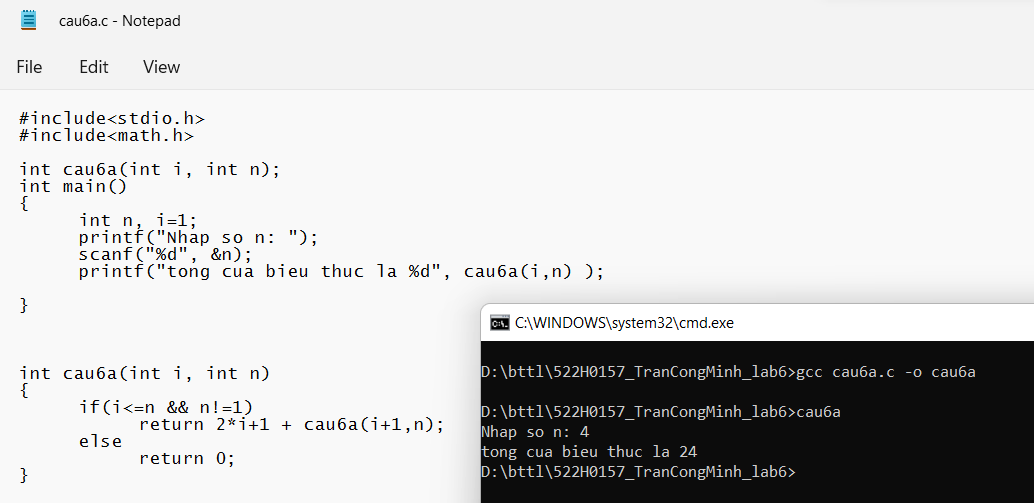 cau6a.c - Notepad
File Edit View
#include<stdio.h>
#include<math.h>
int cau6a(int i, int n);
int main()
{
int n, i=1;
printf("Nhap so n: ");
scanf("%d", &n);
printf("tong cua bieu thuc la %d", cau6a(i,n) );
}
int cau6a(int i, int n)
{
if(i<=n && n!=1)
return 2*i+1 + cau6a(i+1,n);
else
return 0;
}
C:\WINDOWS\system32\cmd.exe
D:\bttl\522H0157_TranCongMinh_lab6>gcc cau6a.c -o cau6a
D:\bttl\522H0157_TranCongMinh_lab6>cau6a
Nhap so n: 4
tong cua bieu thuc la 24
D:\bttl\522H0157_TranCongMinh_lab6>